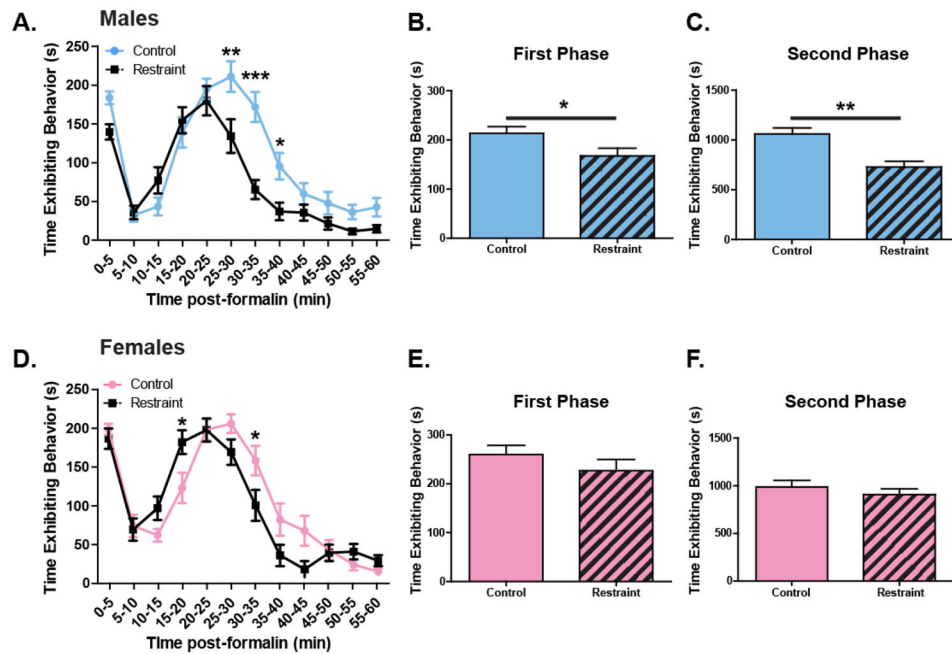 A.
Males
Control
Restraint
Time Exhibiting Behavior (s)
250
200
150
100
50
0
**
***
*
0-5
5-10
10-15
15-20
20-25
25-30
30-35
35-40
40-45
45-50
50-55
55-60
TIme post-formalin (min)
B.
First Phase
Time Exhibiting Behavior (s)
300
200
100
0
*
Control
Restraint
C.
Second Phase
Time Exhibiting Behavior (s)
1500
1000
500
0
**
Control
Restraint
D.
Females
Control
Restraint
Time Exhibiting Behavior (s)
250
200
150
100
50
0
*
*
0-5
5-10
10-15
15-20
20-25
25-30
30-35
35-40
40-45
45-50
50-55
55-60
TIme post-formalin (min)
E.
First Phase
Time Exhibiting Behavior (s)
300
200
100
0
Control
Restraint
F.
Second Phase
Time Exhibiting Behavior (s)
1500
1000
500
0
Control
Restraint